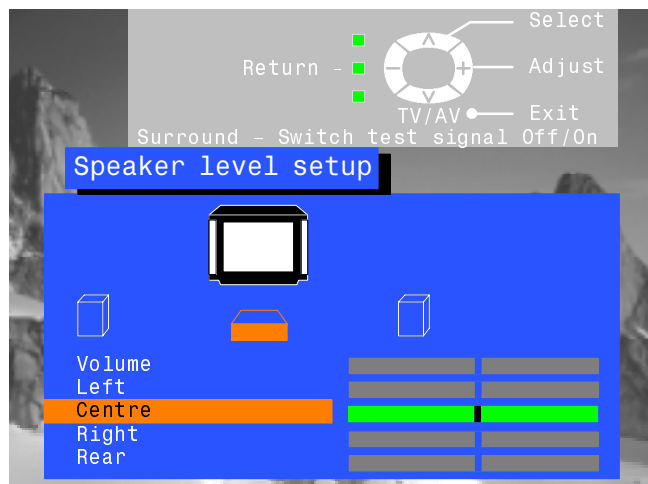 Select
Return –
Adjust
TV/AV
Exit
Surround – Switch test signal Off/On
Speaker level setup
Volume
Left
Centre
Right
Rear